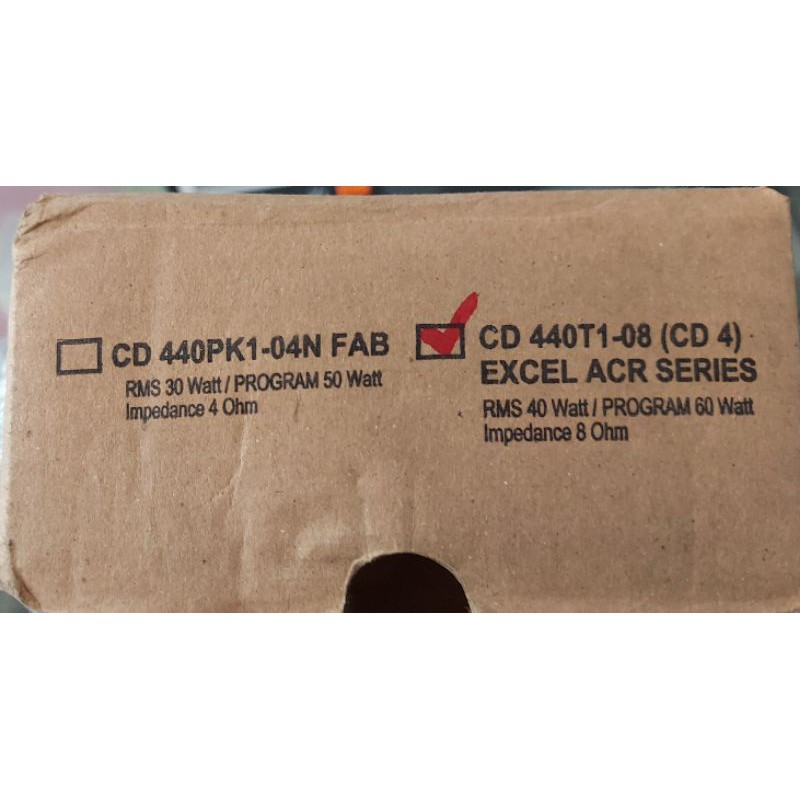 CD 440PK1-04N FAB
RMS 30 Watt / PROGRAM 50 Watt
Impedance 4 Ohm
CD 440T1-08 (CD 4)
EXCEL ACR SERIES
RMS 40 Watt / PROGRAM 60 Watt
Impedance 8 Ohm